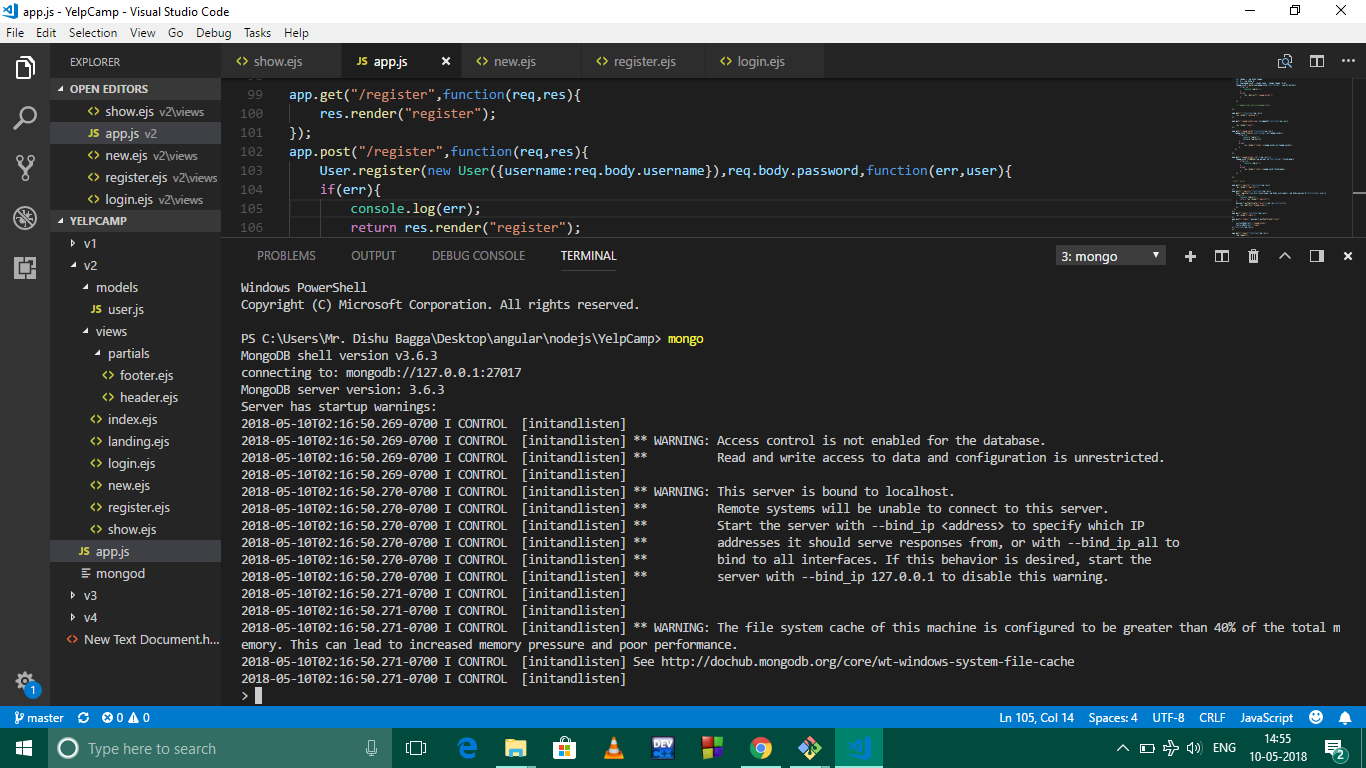 app.js - YelpCamp - Visual Studio Code
File Edit Selection View Go Debug Tasks Help
EXPLORER
OPEN EDITORS
<> show.ejs v2\views
JS app.js v2
<> new.ejs v2\views
<> register.ejs v2\views
<> login.ejs v2\views
YELPCAMP
v1
v2
models
JS user.js
views
partials
<> footer.ejs
<> header.ejs
<> index.ejs
<> landing.ejs
<> login.ejs
<> new.ejs
<> register.ejs
<> show.ejs
JS app.js
mongod
v3
v4
<> New Text Document.h...
1
<> show.ejs JS app.js <> new.ejs <> register.ejs <> login.ejs
99 app.get("/register",function(req,res){
100 res.render("register");
101 });
102 app.post("/register",function(req,res){
103 User.register(new User({username:req.body.username}),req.body.password,function(err,user){
104 if(err){
105 console.log(err);
106 return res.render("register");
PROBLEMS OUTPUT DEBUG CONSOLE TERMINAL 3: mongo
Windows PowerShell
Copyright (C) Microsoft Corporation. All rights reserved.
PS C:\Users\Mr. Dishu Bagga\Desktop\angular\nodejs\YelpCamp> mongo
MongoDB shell version v3.6.3
connecting to: mongodb://127.0.0.1:27017
MongoDB server version: 3.6.3
Server has startup warnings:
2018-05-10T02:16:50.269-0700 I CONTROL [initandlisten]
2018-05-10T02:16:50.269-0700 I CONTROL [initandlisten] ** WARNING: Access control is not enabled for the database.
2018-05-10T02:16:50.269-0700 I CONTROL [initandlisten] ** Read and write access to data and configuration is unrestricted.
2018-05-10T02:16:50.269-0700 I CONTROL [initandlisten]
2018-05-10T02:16:50.270-0700 I CONTROL [initandlisten] ** WARNING: This server is bound to localhost.
2018-05-10T02:16:50.270-0700 I CONTROL [initandlisten] ** Remote systems will be unable to connect to this server.
2018-05-10T02:16:50.270-0700 I CONTROL [initandlisten] ** Start the server with --bind_ip <address> to specify which IP
2018-05-10T02:16:50.270-0700 I CONTROL [initandlisten] ** addresses it should serve responses from, or with --bind_ip_all to
2018-05-10T02:16:50.270-0700 I CONTROL [initandlisten] ** bind to all interfaces. If this behavior is desired, start the
2018-05-10T02:16:50.270-0700 I CONTROL [initandlisten] ** server with --bind_ip 127.0.0.1 to disable this warning.
2018-05-10T02:16:50.271-0700 I CONTROL [initandlisten]
2018-05-10T02:16:50.271-0700 I CONTROL [initandlisten]
2018-05-10T02:16:50.271-0700 I CONTROL [initandlisten] ** WARNING: The file system cache of this machine is configured to be greater than 40% of the total m
emory. This can lead to increased memory pressure and poor performance.
2018-05-10T02:16:50.271-0700 I CONTROL [initandlisten] See http://dochub.mongodb.org/core/wt-windows-system-file-cache
2018-05-10T02:16:50.271-0700 I CONTROL [initandlisten]
>
master 0 0 Ln 105, Col 14 Spaces: 4 UTF-8 CRLF JavaScript
Type here to search DEV ENG 14:55
10-05-2018 2